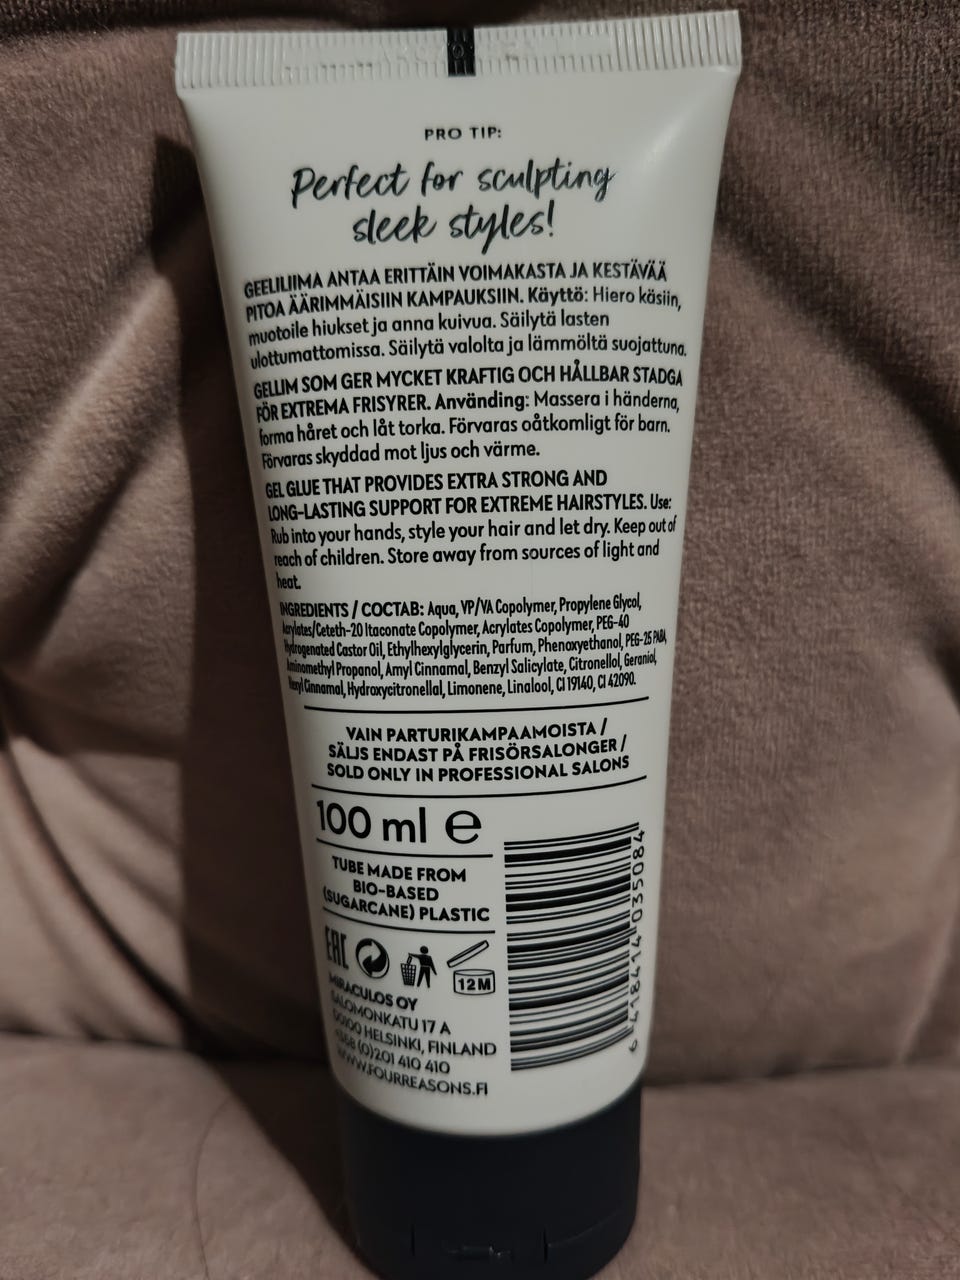 PRO TIP:
Perfect for sculpting
sleek styles!
GEELILIIMA ANTAA ERITTÄIN VOIMAKASTA JA KESTÄVÄÄ
PITOA ÄÄRIMMÄISIIN KAMPAUKSIIN. Käyttö: Hiero käsiin,
muotoile hiukset ja anna kuivua. Säilytä lasten
ulottumattomissa. Säilytä valolta ja lämmöltä suojattuna.
GELLIM SOM GER MYCKET KRAFTIG OCH HÅLLBAR STADGA
FÖR EXTREMA FRISYRER. Använding: Massera i händerna,
forma håret och låt torka. Förvaras oåtkomligt för barn.
Förvaras skyddad mot ljus och värme.
GEL GLUE THAT PROVIDES EXTRA STRONG AND
LONG-LASTING SUPPORT FOR EXTREME HAIRSTYLES. Use:
Rub into your hands, style your hair and let dry. Keep out of
reach of children. Store away from sources of light and
heat.
INGREDIENTS / COCTAB: Aqua, VP/VA Copolymer, Propylene Glycol,
Acrylates/Ceteth-20 Itaconate Copolymer, Acrylates Copolymer, PEG-40
Hydrogenated Castor Oil, Ethylhexylglycerin, Parfum, Phenoxyethanol, PEG-25 PABA,
Aminomethyl Propanol, Amyl Cinnamal, Benzyl Salicylate, Citronellol, Geraniol,
Hexyl Cinnamal, Hydroxycitronellal, Limonene, Linalool, CI 19140, CI 42090.
VAIN PARTURIKAMPAAMOISTA /
SÄLJS ENDAST PÅ FRISÖRSALONGER /
SOLD ONLY IN PROFESSIONAL SALONS
100 ml e
TUBE MADE FROM
BIO-BASED
(SUGARCANE) PLASTIC
EAC
12M
MIRACULOS OY
SALOMONKATU 17 A
00100 HELSINKI, FINLAND
+358 (0)201 410 410
WWW.FOURREASONS.FI
6 418414 035084